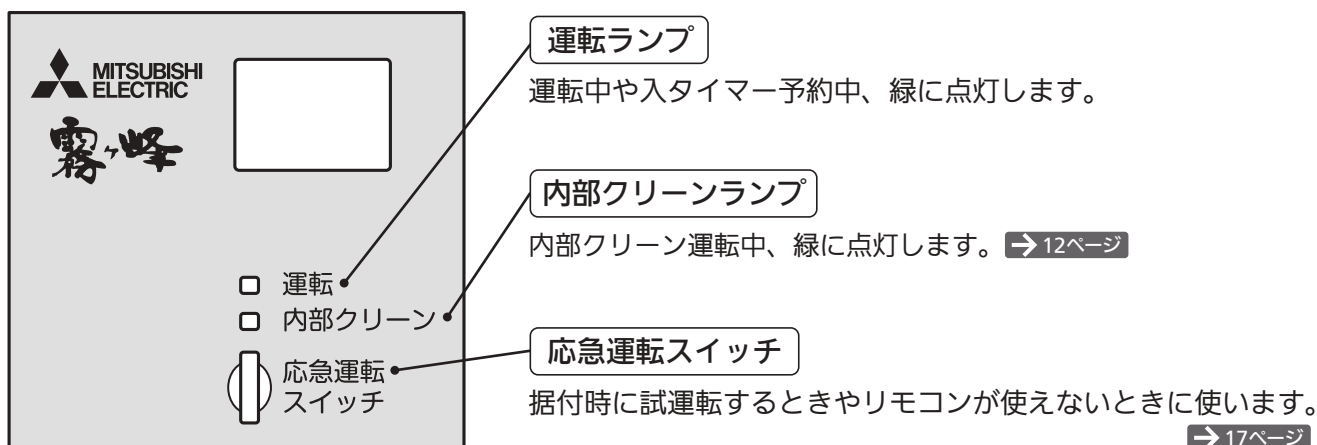 MITSUBISHI
ELECTRIC
霧ヶ峰
運転
内部クリーン
応急運転
スイッチ
運転ランプ
運転中や入タイマー予約中、緑に点灯します。
内部クリーンランプ
内部クリーン運転中、緑に点灯します。 →12ページ
応急運転スイッチ
据付時に試運転するときやリモコンが使えないときに使います。
→17ページ